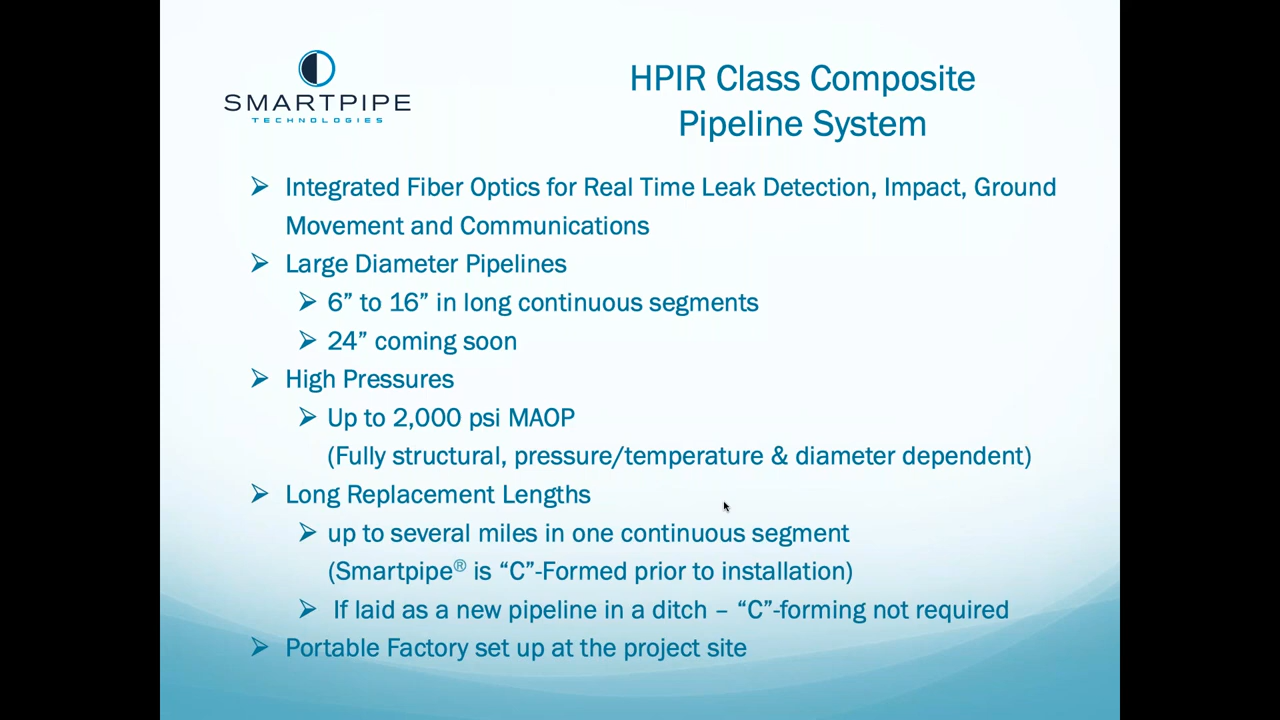 SMARTPIPE
TECHNOLOGIES
HPIR Class Composite
Pipeline System
Integrated Fiber Optics for Real Time Leak Detection, Impact, Ground
Movement and Communications
Large Diameter Pipelines
6” to 16” in long continuous segments
24” coming soon
High Pressures
Up to 2,000 psi MAOP
(Fully structural, pressure/temperature & diameter dependent)
Long Replacement Lengths
up to several miles in one continuous segment
(Smartpipe® is “C”-Formed prior to installation)
If laid as a new pipeline in a ditch – “C”-forming not required
Portable Factory set up at the project site